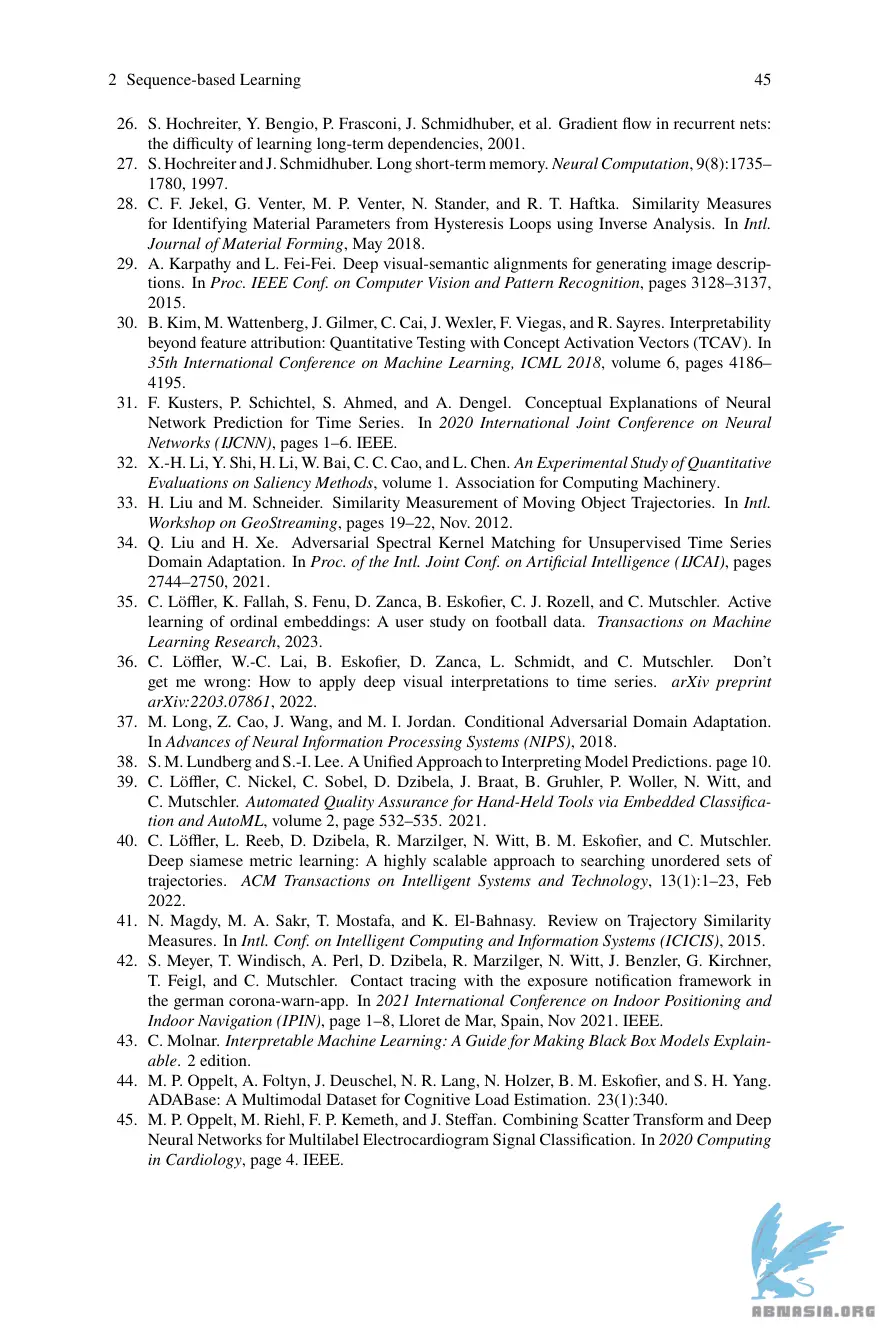 2 Sequence-based Learning 45
26. S. Hochreiter, Y. Bengio, P. Frasconi, J. Schmidhuber, et al. Gradient flow in recurrent nets:
the difficulty of learning long-term dependencies, 2001.
27. S. Hochreiter and J. Schmidhuber. Long short-term memory. Neural Computation, 9(8):1735–
1780, 1997.
28. C. F. Jekel, G. Venter, M. P. Venter, N. Stander, and R. T. Haftka. Similarity Measures
for Identifying Material Parameters from Hysteresis Loops using Inverse Analysis. In Intl.
Journal of Material Forming, May 2018.
29. A. Karpathy and L. Fei-Fei. Deep visual-semantic alignments for generating image descrip-
tions. In Proc. IEEE Conf. on Computer Vision and Pattern Recognition, pages 3128–3137,
2015.
30. B. Kim, M. Wattenberg, J. Gilmer, C. Cai, J. Wexler, F. Viegas, and R. Sayres. Interpretability
beyond feature attribution: Quantitative Testing with Concept Activation Vectors (TCAV). In
35th International Conference on Machine Learning, ICML 2018, volume 6, pages 4186–
4195.
31. F. Kusters, P. Schichtel, S. Ahmed, and A. Dengel. Conceptual Explanations of Neural
Network Prediction for Time Series. In 2020 International Joint Conference on Neural
Networks (IJCNN), pages 1–6. IEEE.
32. X.-H. Li, Y. Shi, H. Li, W. Bai, C. C. Cao, and L. Chen. An Experimental Study of Quantitative
Evaluations on Saliency Methods, volume 1. Association for Computing Machinery.
33. H. Liu and M. Schneider. Similarity Measurement of Moving Object Trajectories. In Intl.
Workshop on GeoStreaming, pages 19–22, Nov. 2012.
34. Q. Liu and H. Xe. Adversarial Spectral Kernel Matching for Unsupervised Time Series
Domain Adaptation. In Proc. of the Intl. Joint Conf. on Artificial Intelligence (IJCAI), pages
2744–2750, 2021.
35. C. Löffler, K. Fallah, S. Fenu, D. Zanca, B. Eskofier, C. J. Rozell, and C. Mutschler. Active
learning of ordinal embeddings: A user study on football data. Transactions on Machine
Learning Research, 2023.
36. C. Löffler, W.-C. Lai, B. Eskofier, D. Zanca, L. Schmidt, and C. Mutschler. Don’t
get me wrong: How to apply deep visual interpretations to time series. arXiv preprint
arXiv:2203.07861, 2022.
37. M. Long, Z. Cao, J. Wang, and M. I. Jordan. Conditional Adversarial Domain Adaptation.
In Advances of Neural Information Processing Systems (NIPS), 2018.
38. S. M. Lundberg and S.-I. Lee. A Unified Approach to Interpreting Model Predictions. page 10.
39. C. Löffler, C. Nickel, C. Sobel, D. Dzibela, J. Braat, B. Gruhler, P. Woller, N. Witt, and
C. Mutschler. Automated Quality Assurance for Hand-Held Tools via Embedded Classifica-
tion and AutoML, volume 2, page 532–535. 2021.
40. C. Löffler, L. Reeb, D. Dzibela, R. Marzilger, N. Witt, B. M. Eskofier, and C. Mutschler.
Deep siamese metric learning: A highly scalable approach to searching unordered sets of
trajectories. ACM Transactions on Intelligent Systems and Technology, 13(1):1–23, Feb
2022.
41. N. Magdy, M. A. Sakr, T. Mostafa, and K. El-Bahnasy. Review on Trajectory Similarity
Measures. In Intl. Conf. on Intelligent Computing and Information Systems (ICICIS), 2015.
42. S. Meyer, T. Windisch, A. Perl, D. Dzibela, R. Marzilger, N. Witt, J. Benzler, G. Kirchner,
T. Feigl, and C. Mutschler. Contact tracing with the exposure notification framework in
the german corona-warn-app. In 2021 International Conference on Indoor Positioning and
Indoor Navigation (IPIN), page 1–8, Lloret de Mar, Spain, Nov 2021. IEEE.
43. C. Molnar. Interpretable Machine Learning: A Guide for Making Black Box Models Explain-
able. 2 edition.
44. M. P. Oppelt, A. Foltyn, J. Deuschel, N. R. Lang, N. Holzer, B. M. Eskofier, and S. H. Yang.
ADABase: A Multimodal Dataset for Cognitive Load Estimation. 23(1):340.
45. M. P. Oppelt, M. Riehl, F. P. Kemeth, and J. Steffan. Combining Scatter Transform and Deep
Neural Networks for Multilabel Electrocardiogram Signal Classification. In 2020 Computing
in Cardiology, page 4. IEEE.
ABNASIA.ORG